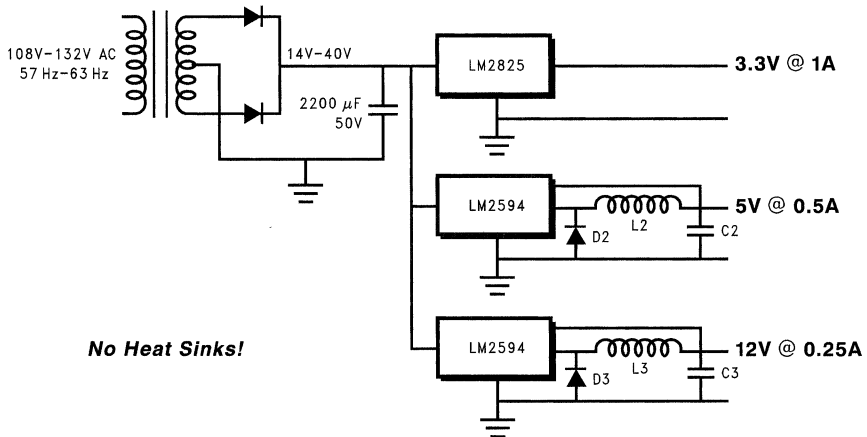 108V–132V AC
57 Hz–63 Hz
14V–40V
2200 μF
50V
LM2825
3.3V @ 1A
LM2594
D2
L2
C2
5V @ 0.5A
No Heat Sinks!
LM2594
D3
L3
C3
12V @ 0.25A